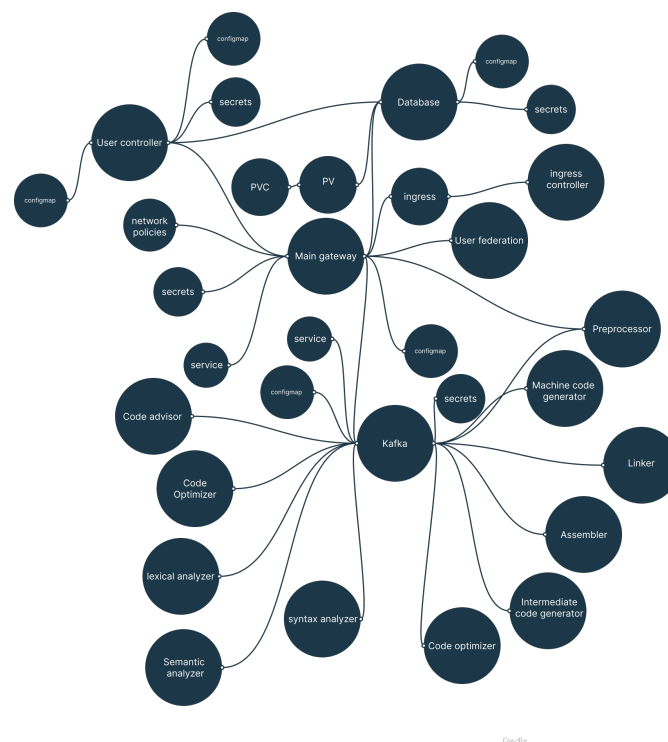 configmap
configmap
Database
secrets
secrets
User controller
ingress
controller
PV
PVC
ingress
configmap
network
policies
User federation
Main gateway
secrets
Preprocessor
service
configmap
service
Machine code
generator
configmap
secrets
Code advisor
Kafka
Linker
Code
Optimizer
Assembler
lexical analyzer
Intermediate
code generator
syntax analyzer
Code optimizer
Semantic
analyzer